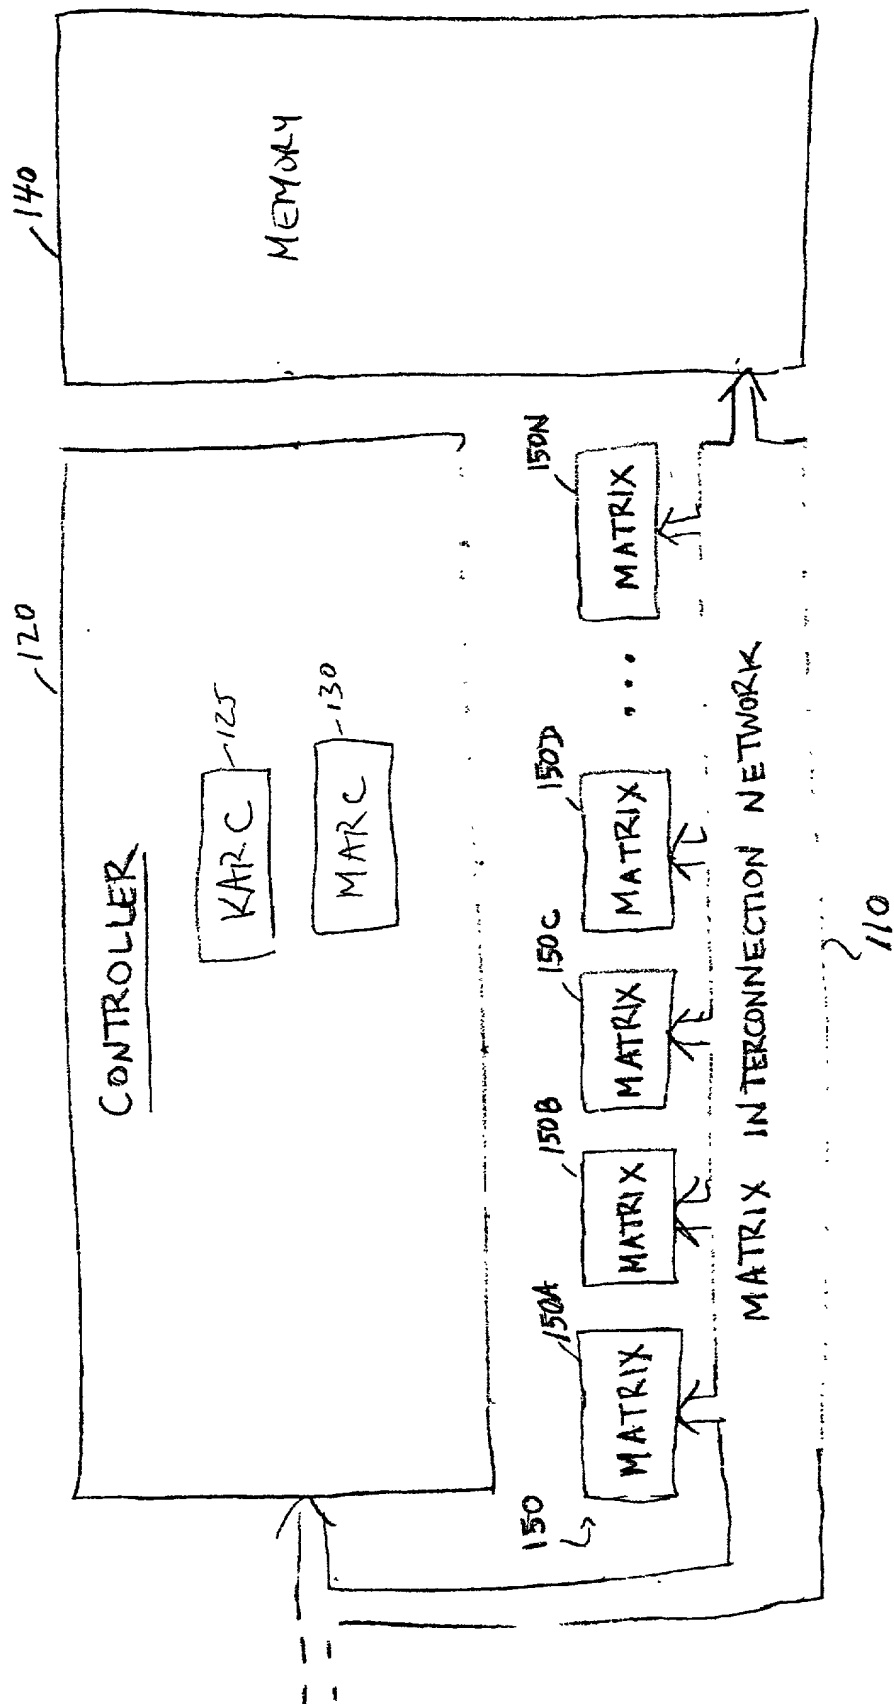 120
140
CONTROLLER
KARC
125
MARC
130
MEMORY
150
150A
150B
150C
150D
150N
MATRIX
MATRIX
MATRIX
MATRIX
...
MATRIX
MATRIX INTERCONNECTION NETWORK
110